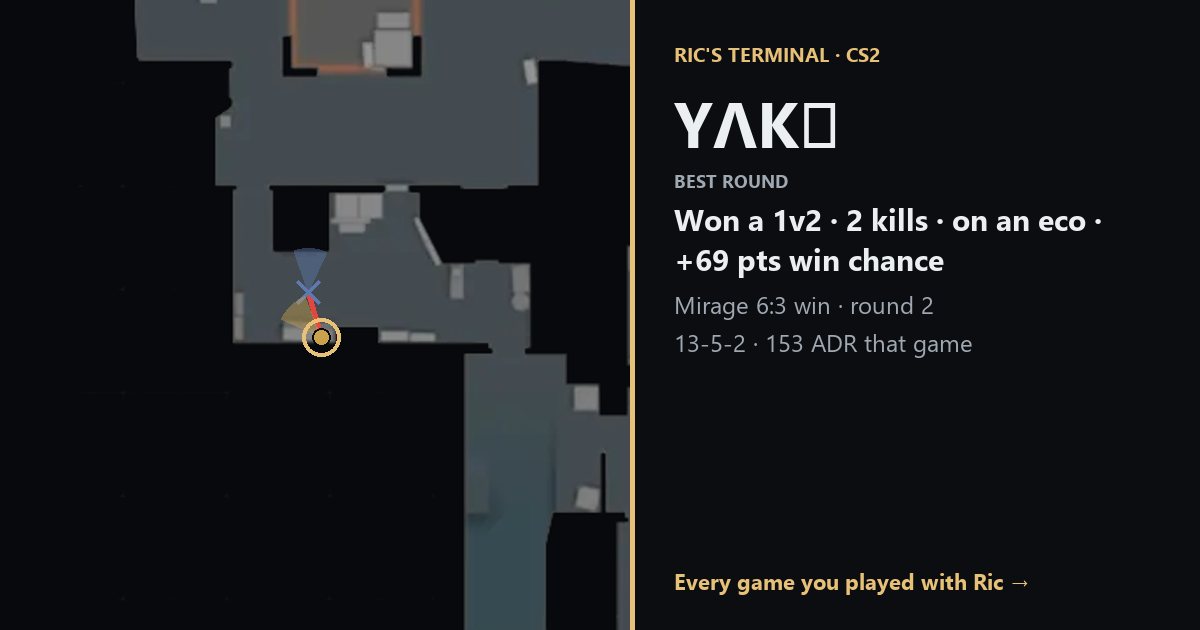 RIC'S TERMINAL · CS2
YΛK
BEST ROUND
Won a 1v2 · 2 kills · on an eco ·
+69 pts win chance
Mirage 6:3 win · round 2
13-5-2 · 153 ADR that game
Every game you played with Ric →